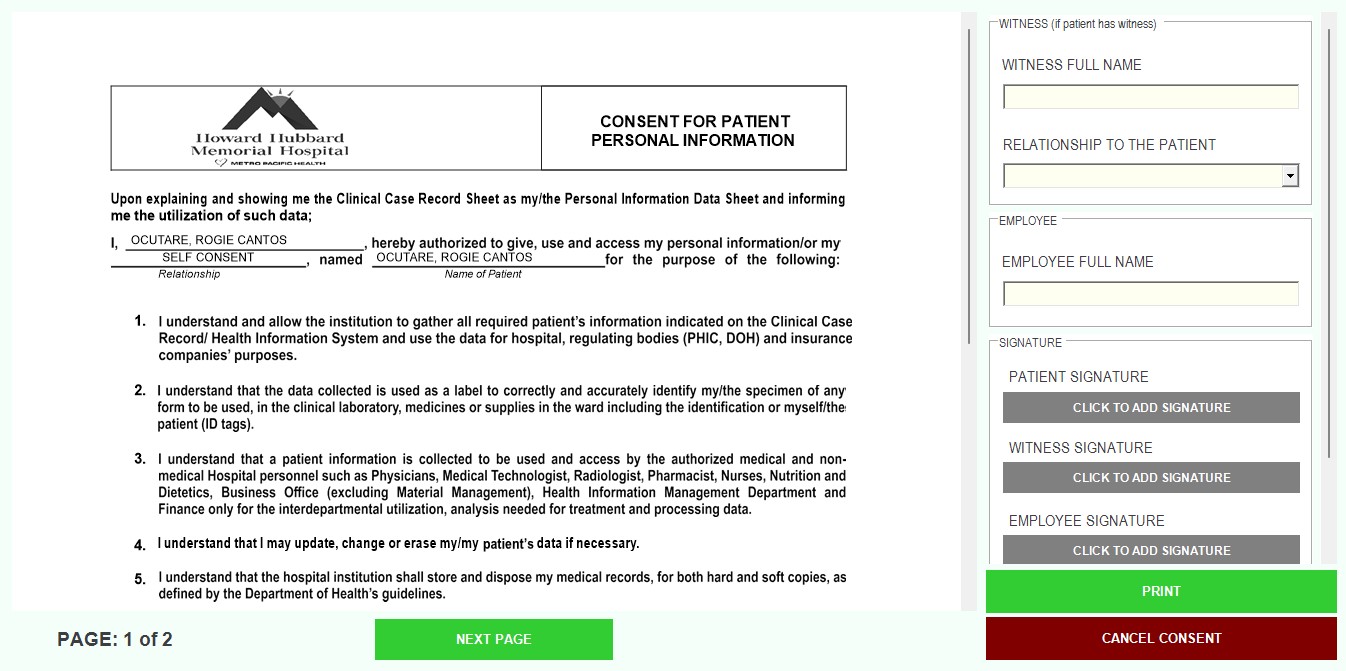 Howard Hubbard
Memorial Hospital
METRO PACIFIC HEALTH
CONSENT FOR PATIENT
PERSONAL INFORMATION
Upon explaining and showing me the Clinical Case Record Sheet as my/the Personal Information Data Sheet and informing
me the utilization of such data;
I, OCUTARE, ROGIE CANTOS, hereby authorized to give, use and access my personal information/or my
SELF CONSENT, named OCUTARE, ROGIE CANTOS for the purpose of the following:
Relationship Name of Patient
1. I understand and allow the institution to gather all required patient's information indicated on the Clinical Case
Record/ Health Information System and use the data for hospital, regulating bodies (PHIC, DOH) and insurance
companies' purposes.
2. I understand that the data collected is used as a label to correctly and accurately identify my/the specimen of any
form to be used, in the clinical laboratory, medicines or supplies in the ward including the identification or myself/the
patient (ID tags).
3. I understand that a patient information is collected to be used and access by the authorized medical and non-
medical Hospital personnel such as Physicians, Medical Technologist, Radiologist, Pharmacist, Nurses, Nutrition and
Dietetics, Business Office (excluding Material Management), Health Information Management Department and
Finance only for the interdepartmental utilization, analysis needed for treatment and processing data.
4. I understand that I may update, change or erase my/my patient's data if necessary.
5. I understand that the hospital institution shall store and dispose my medical records, for both hard and soft copies, as
defined by the Department of Health's guidelines.
PAGE: 1 of 2
NEXT PAGE
WITNESS (if patient has witness)
WITNESS FULL NAME
RELATIONSHIP TO THE PATIENT
EMPLOYEE
EMPLOYEE FULL NAME
SIGNATURE
PATIENT SIGNATURE
CLICK TO ADD SIGNATURE
WITNESS SIGNATURE
CLICK TO ADD SIGNATURE
EMPLOYEE SIGNATURE
CLICK TO ADD SIGNATURE
PRINT
CANCEL CONSENT